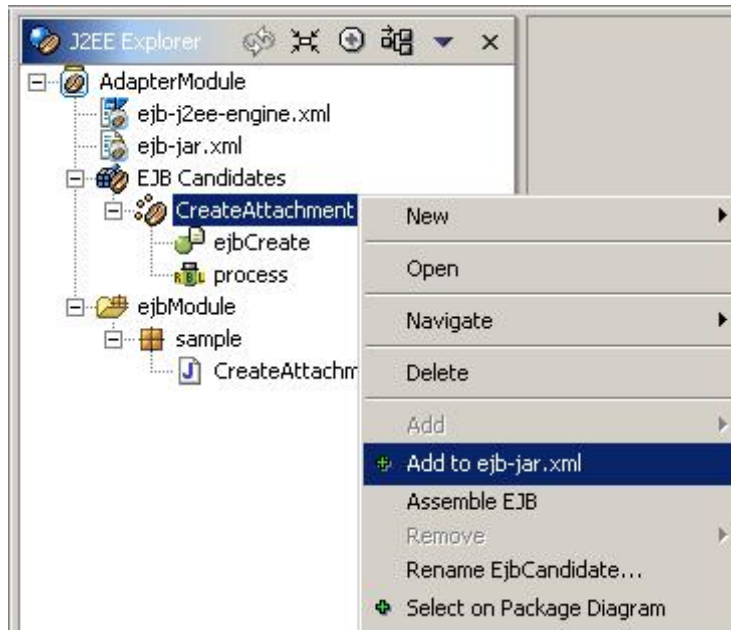 J2EE Explorer
AdapterModule
ejb-j2ee-engine.xml
ejb-jar.xml
EJB Candidates
CreateAttachment
ejbCreate
process
ejbModule
sample
CreateAttachm
New
Open
Navigate
Delete
Add
Add to ejb-jar.xml
Assemble EJB
Remove
Rename EjbCandidate...
Select on Package Diagram